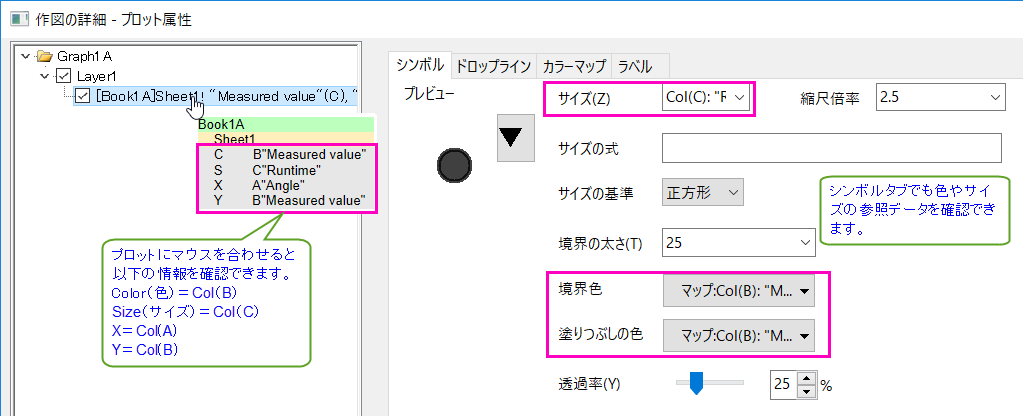 作図の詳細 - プロット属性
Graph1 A
Layer1
[Book1 A]Sheet1! "Measured value"(C), "
Book1A
Sheet1
C B"Measured value"
S C"Runtime"
X A"Angle"
Y B"Measured value"
プロットにマウスを合わせると
以下の情報を確認できます。
Color（色）＝Col(B)
Size（サイズ）＝Col(C)
X＝Col(A)
Y＝Col(B)
シンボル ドロップライン カラーマップ ラベル
プレビュー
サイズ(Z) Col(C): "R 縮尺倍率 2.5
サイズの式
サイズの基準 正方形
シンボルタブでも色やサイ
ズの参照データを確認でき
ます。
境界の太さ(T) 25
境界色 マップ:Col(B): "M...
塗りつぶしの色 マップ:Col(B): "M...
透過率(Y) 25 %